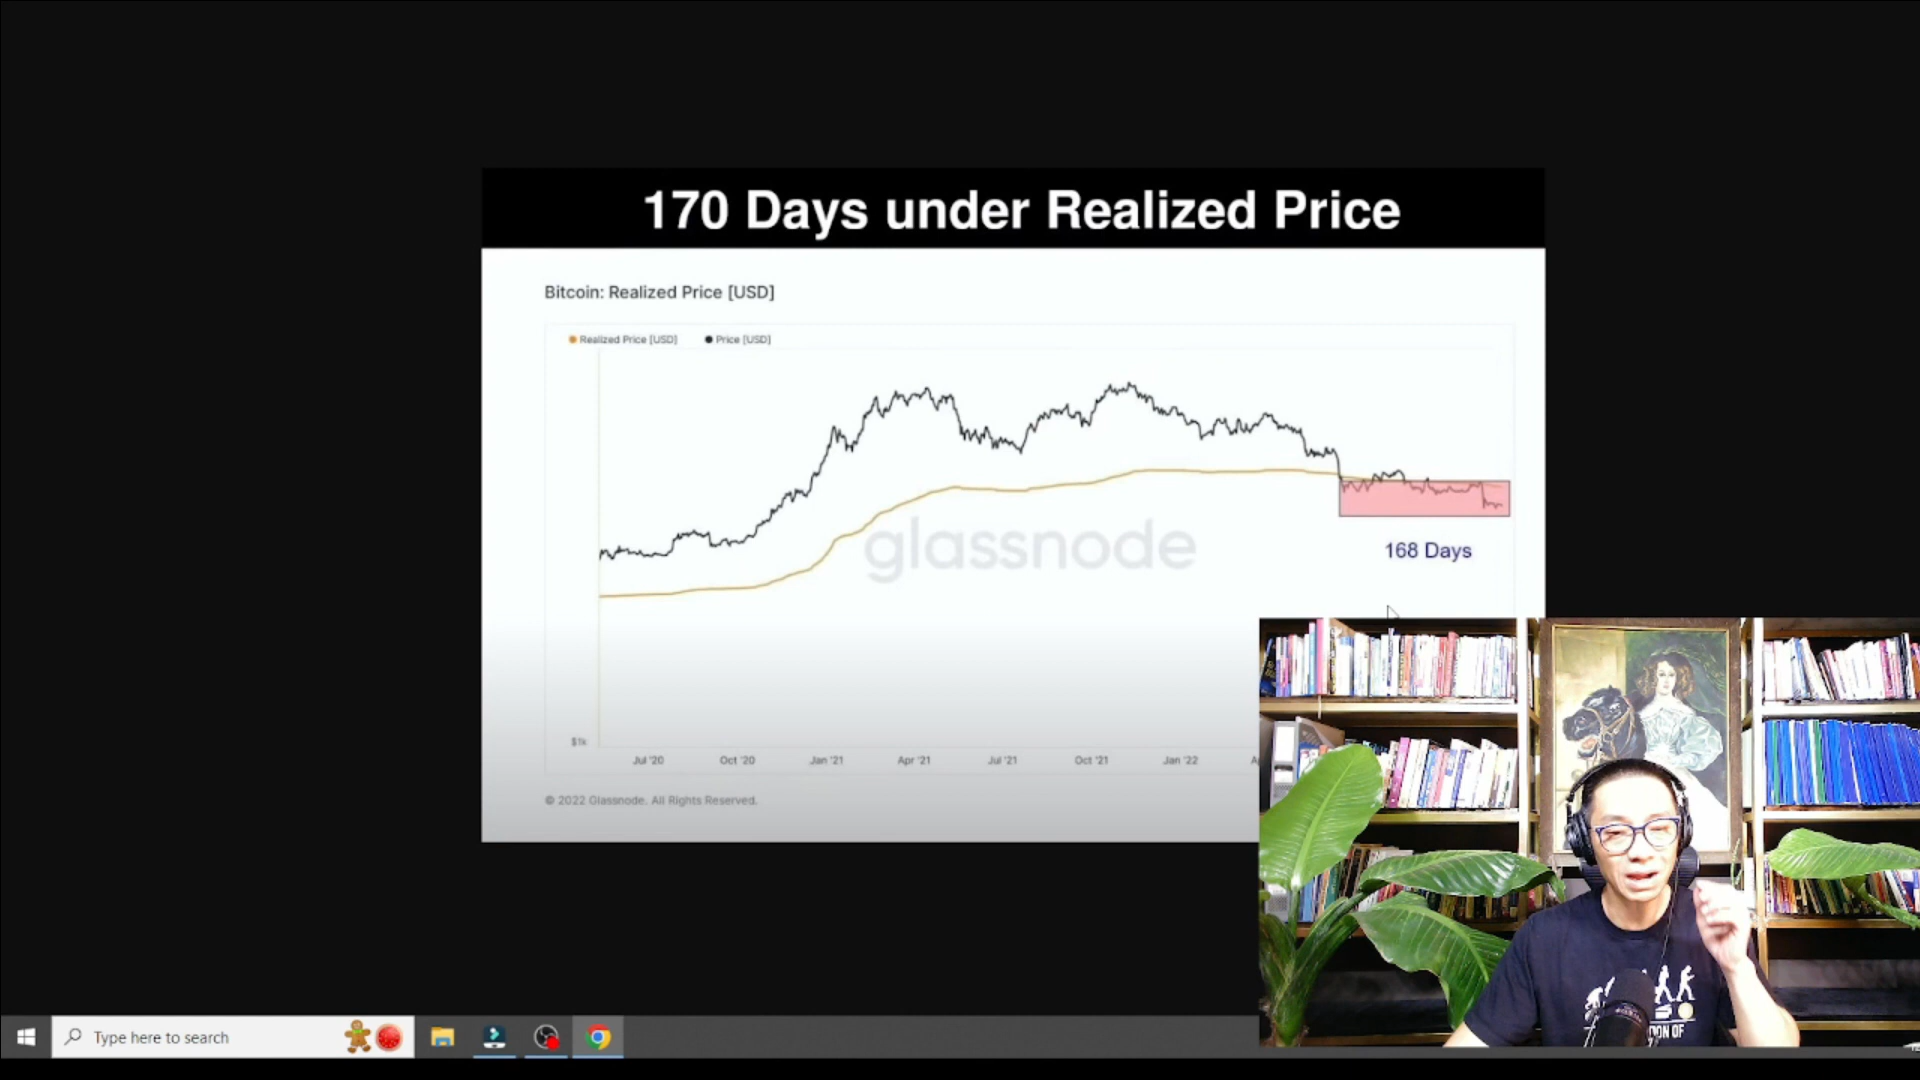 170 Days under Realized Price
Bitcoin: Realized Price [USD]
Realized Price [USD] Price [USD]
glassnode
168 Days
$1k
Jul '20 Oct '20 Jan '21 Apr '21 Jul '21 Oct '21 Jan '22
© 2022 Glassnode. All Rights Reserved.
ON OF
Type here to search